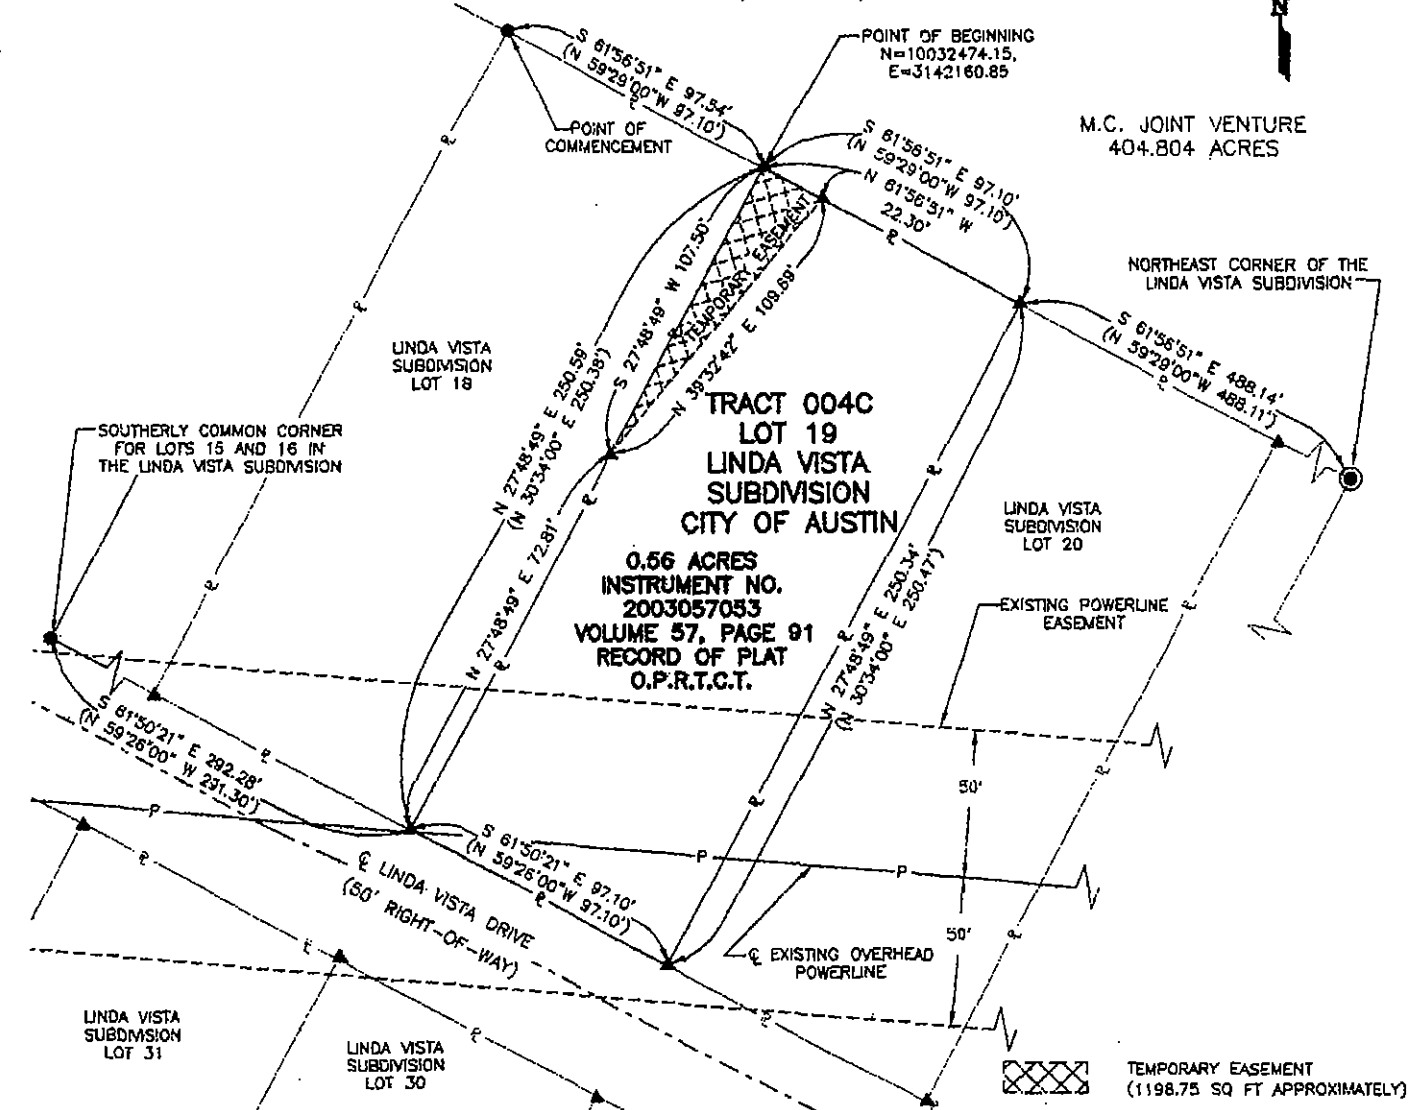 N
S 61°56'51" E 97.54'
(N 59°29'00"W 97.10')
POINT OF BEGINNING
N=10032474.15,
E=3142160.85
POINT OF
COMMENCEMENT
S 61°56'51" E 97.10'
(N 59°29'00"W 97.10')
N 61°56'51" W
22.30'
M.C. JOINT VENTURE
404.804 ACRES
NORTHEAST CORNER OF THE
LINDA VISTA SUBDIVISION
S 61°56'51" E 488.14'
(N 59°29'00"W 488.11')
TEMPORARY EASEMENT
S 27°48'49" W 107.50'
N 39°32'42" E 109.69'
N 27°48'49" E 250.59'
(N 30°34'00" E 250.38')
LINDA VISTA
SUBDIVISION
LOT 18
SOUTHERLY COMMON CORNER
FOR LOTS 15 AND 16 IN
THE LINDA VISTA SUBDIVISION
TRACT 004C
LOT 19
LINDA VISTA
SUBDIVISION
CITY OF AUSTIN
0.56 ACRES
INSTRUMENT NO.
2003057053
VOLUME 57, PAGE 91
RECORD OF PLAT
O.P.R.T.C.T.
N 27°48'49" E 72.81'
N 27°48'49" E 250.34'
(N 30°34'00" E 250.47')
LINDA VISTA
SUBDIVISION
LOT 20
EXISTING POWERLINE
EASEMENT
S 61°50'21" E 292.28'
(N 59°26'00" W 291.30')
50'
P
S 61°50'21" E 97.10'
(N 59°26'00"W 97.10')
P
P
℄ LINDA VISTA DRIVE
(50' RIGHT-OF-WAY)
50'
℄ EXISTING OVERHEAD
POWERLINE
LINDA VISTA
SUBDIVISION
LOT 31
LINDA VISTA
SUBDIVISION
LOT 30
TEMPORARY EASEMENT
(1198.75 SQ FT APPROXIMATELY)